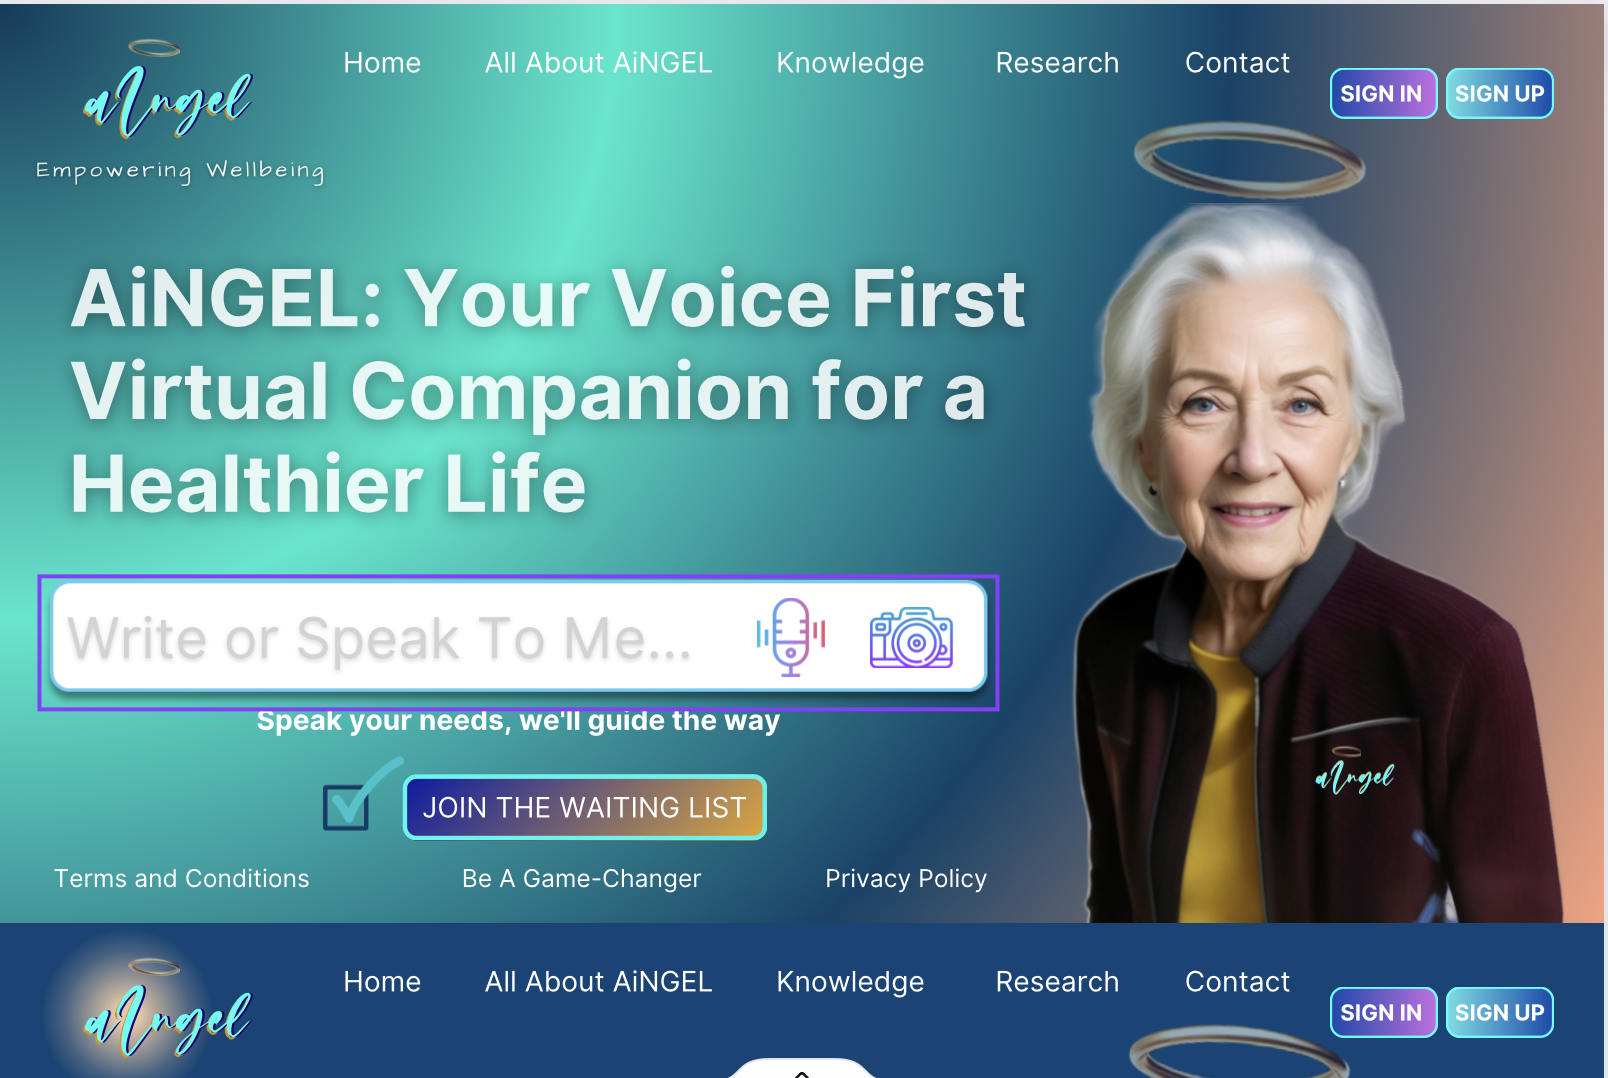 Home All About AiNGEL Knowledge Research Contact
SIGN IN SIGN UP
aIngel
Empowering Wellbeing
AiNGEL: Your Voice First
Virtual Companion for a
Healthier Life
Write or Speak To Me...
Speak your needs, we'll guide the way
JOIN THE WAITING LIST
aIngel
Terms and Conditions Be A Game-Changer Privacy Policy
Home All About AiNGEL Knowledge Research Contact
SIGN IN SIGN UP
aIngel